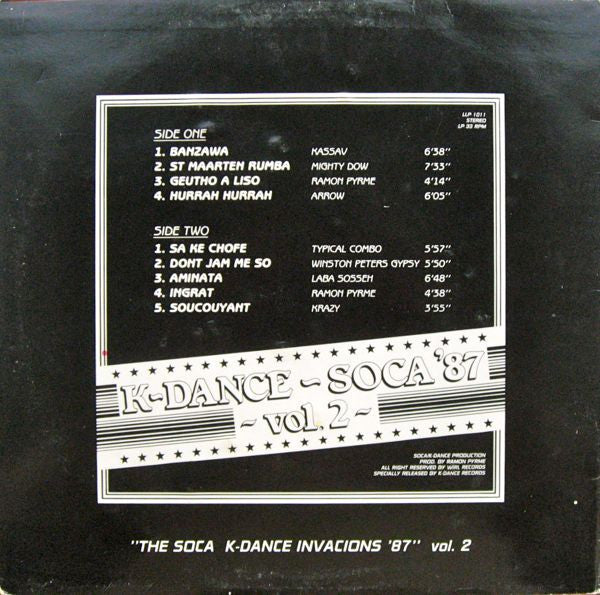 LLP 1011
STEREO
LP 33 RPM
SIDE ONE
1. BANZAWA KASSAV 6'38"
2. ST MAARTEN RUMBA MIGHTY DOW 7'33"
3. GEUTHO A LISO RAMON PYRME 4'14"
4. HURRAH HURRAH ARROW 6'05"
SIDE TWO
1. SA KE CHOFE TYPICAL COMBO 5'57"
2. DONT JAM ME SO WINSTON PETERS GYPSY 5'50"
3. AMINATA LABA SOSSEH 6'48"
4. INGRAT RAMON PYRME 4'38"
5. SOUCOUYANT KRAZY 3'55"
K-DANCE ~ SOCA '87
~ vol. 2 ~
SOCA/K-DANCE PRODUCTION
PROD. BY RAMON PYRME
ALL RIGHT RESERVED BY WIRL RECORDS
SPECIALLY RELEASED BY K-DANCE RECORDS
"THE SOCA K-DANCE INVACIONS '87" vol. 2